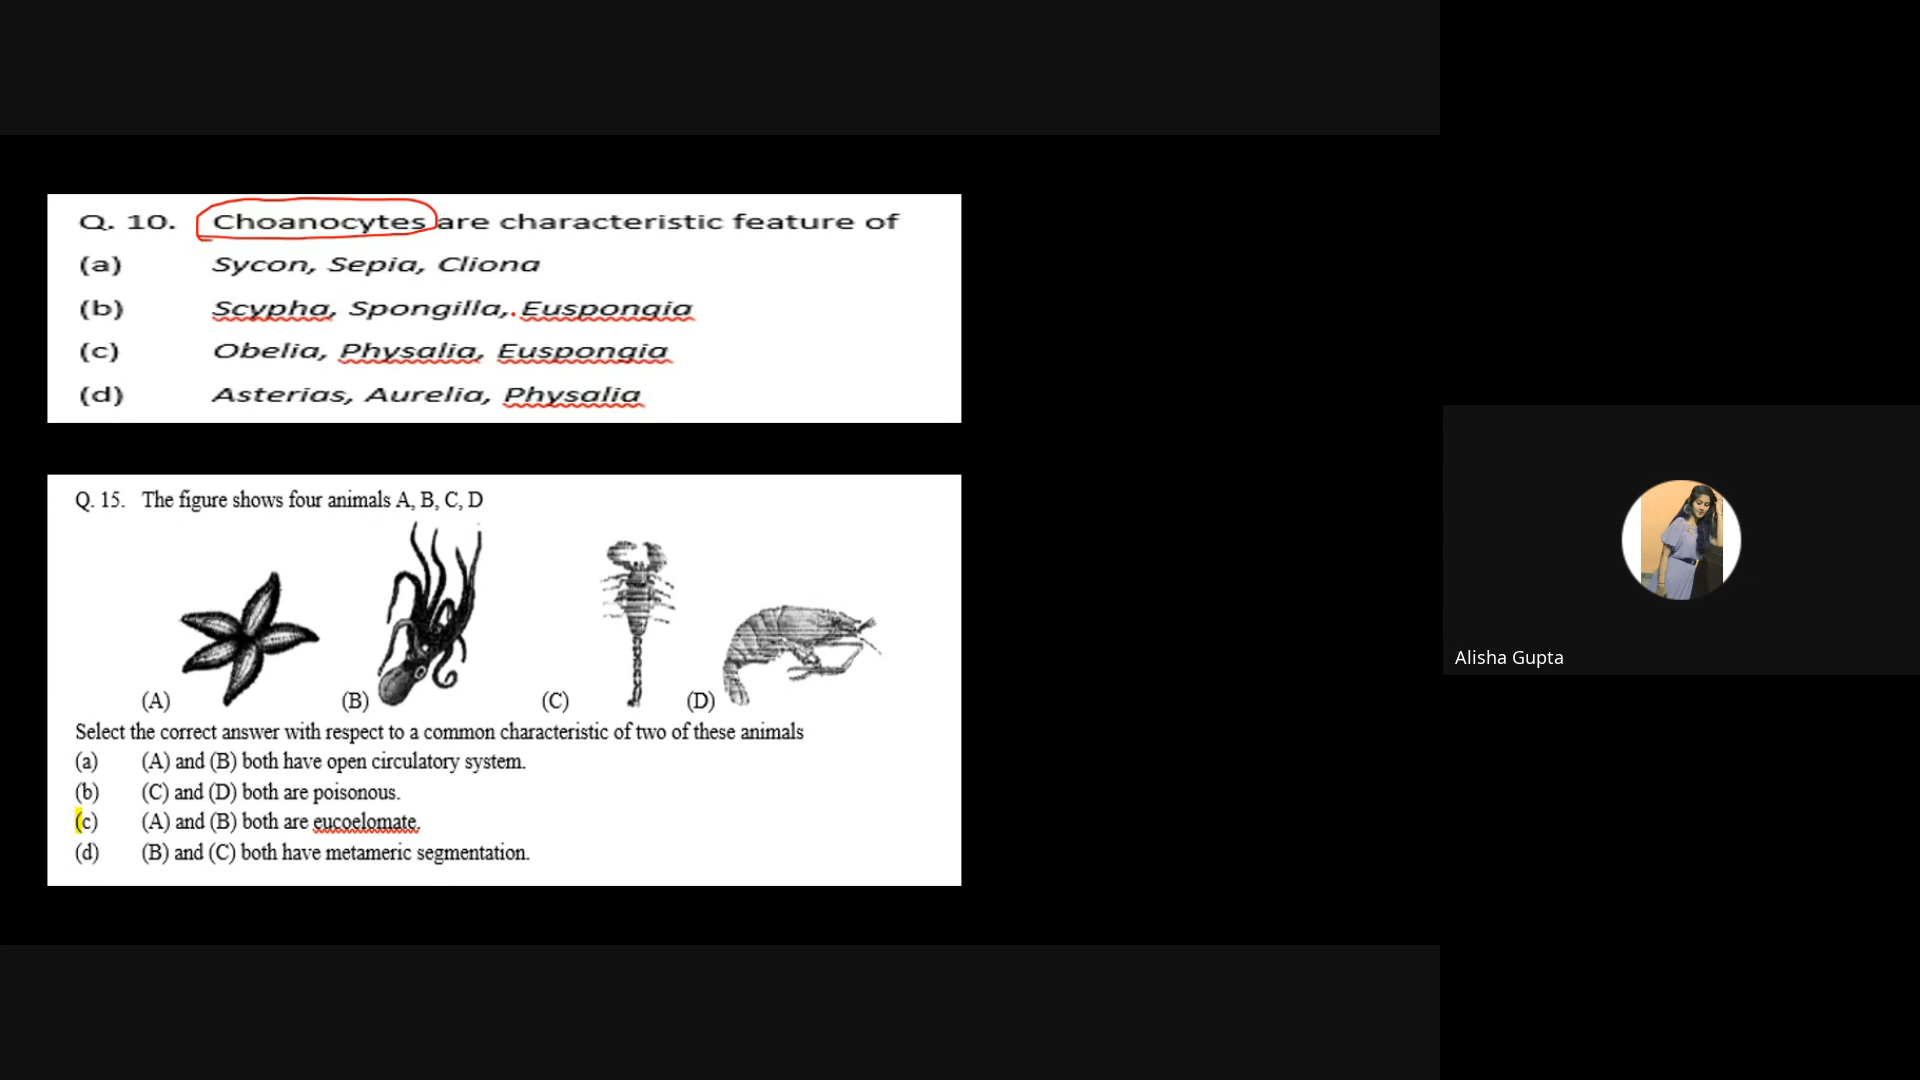 Q. 10. Choanocytes are characteristic feature of
(a) Sycon, Sepia, Cliona
(b) Scypha, Spongilla, Euspongia
(c) Obelia, Physalia, Euspongia
(d) Asterias, Aurelia, Physalia
Q. 15. The figure shows four animals A, B, C, D
(A) (B) (C) (D)
Select the correct answer with respect to a common characteristic of two of these animals
(a) (A) and (B) both have open circulatory system.
(b) (C) and (D) both are poisonous.
(c) (A) and (B) both are eucoelomate.
(d) (B) and (C) both have metameric segmentation.
Alisha Gupta